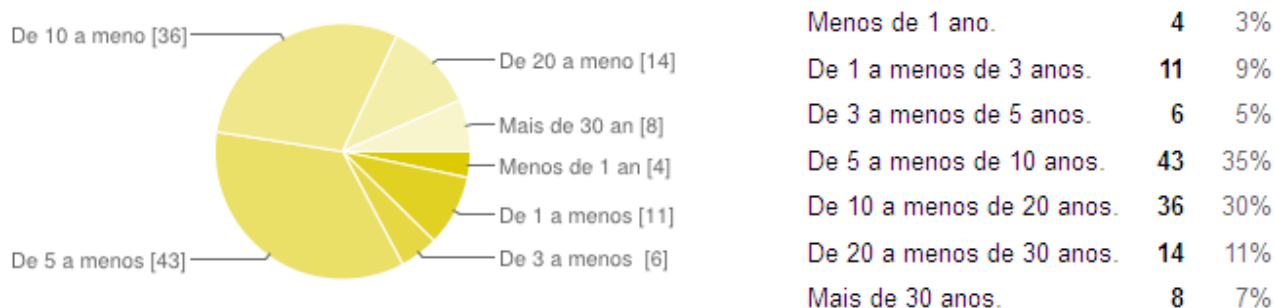 De 10 a meno [36]
De 20 a meno [14]
Mais de 30 an [8]
Menos de 1 an [4]
De 1 a menos [11]
De 3 a menos [6]
De 5 a menos [43]
Menos de 1 ano. 4 3%
De 1 a menos de 3 anos. 11 9%
De 3 a menos de 5 anos. 6 5%
De 5 a menos de 10 anos. 43 35%
De 10 a menos de 20 anos. 36 30%
De 20 a menos de 30 anos. 14 11%
Mais de 30 anos. 8 7%